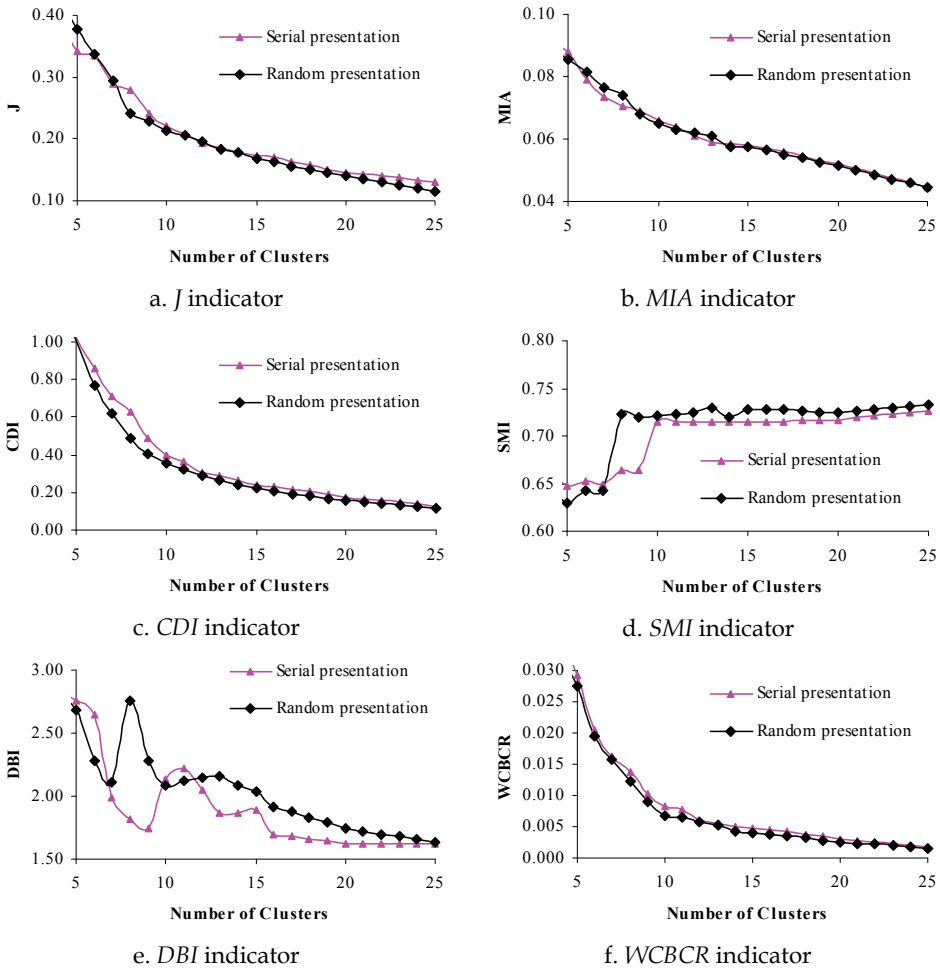 0.40
0.30
0.20
0.10
J
Serial presentation
Random presentation
5 10 15 20 25
Number of Clusters
a. J indicator
0.10
0.08
0.06
0.04
MIA
Serial presentation
Random presentation
5 10 15 20 25
Number of Clusters
b. MIA indicator
1.00
0.80
0.60
0.40
0.20
0.00
CDI
Serial presentation
Random presentation
5 10 15 20 25
Number of Clusters
c. CDI indicator
0.80
0.75
0.70
0.65
0.60
SMI
Serial presentation
Random presentation
5 10 15 20 25
Number of Clusters
d. SMI indicator
3.00
2.50
2.00
1.50
DBI
Serial presentation
Random presentation
5 10 15 20 25
Number of Clusters
e. DBI indicator
0.030
0.025
0.020
0.015
0.010
0.005
0.000
WCBCR
Serial presentation
Random presentation
5 10 15 20 25
Number of Clusters
f. WCBCR indicator